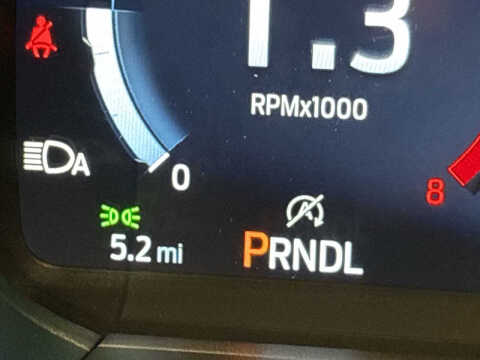 1.3
RPMx1000
A
0
8
5.2 mi
PRNDL